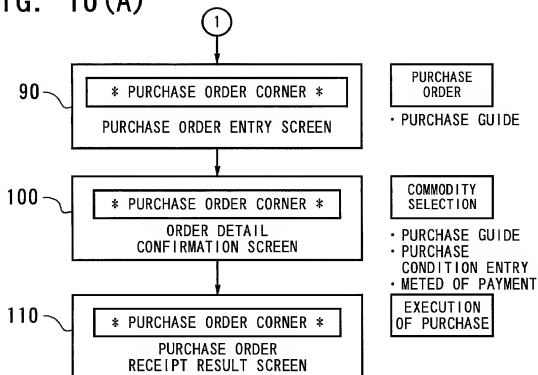 FIG. 10(A)
1
90
* PURCHASE ORDER CORNER *
PURCHASE ORDER ENTRY SCREEN
PURCHASE
ORDER
・PURCHASE GUIDE
100
* PURCHASE ORDER CORNER *
ORDER DETAIL
CONFIRMATION SCREEN
COMMODITY
SELECTION
・PURCHASE GUIDE
・PURCHASE
CONDITION ENTRY
・METED OF PAYMENT
110
* PURCHASE ORDER CORNER *
PURCHASE ORDER
RECEIPT RESULT SCREEN
EXECUTION
OF PURCHASE